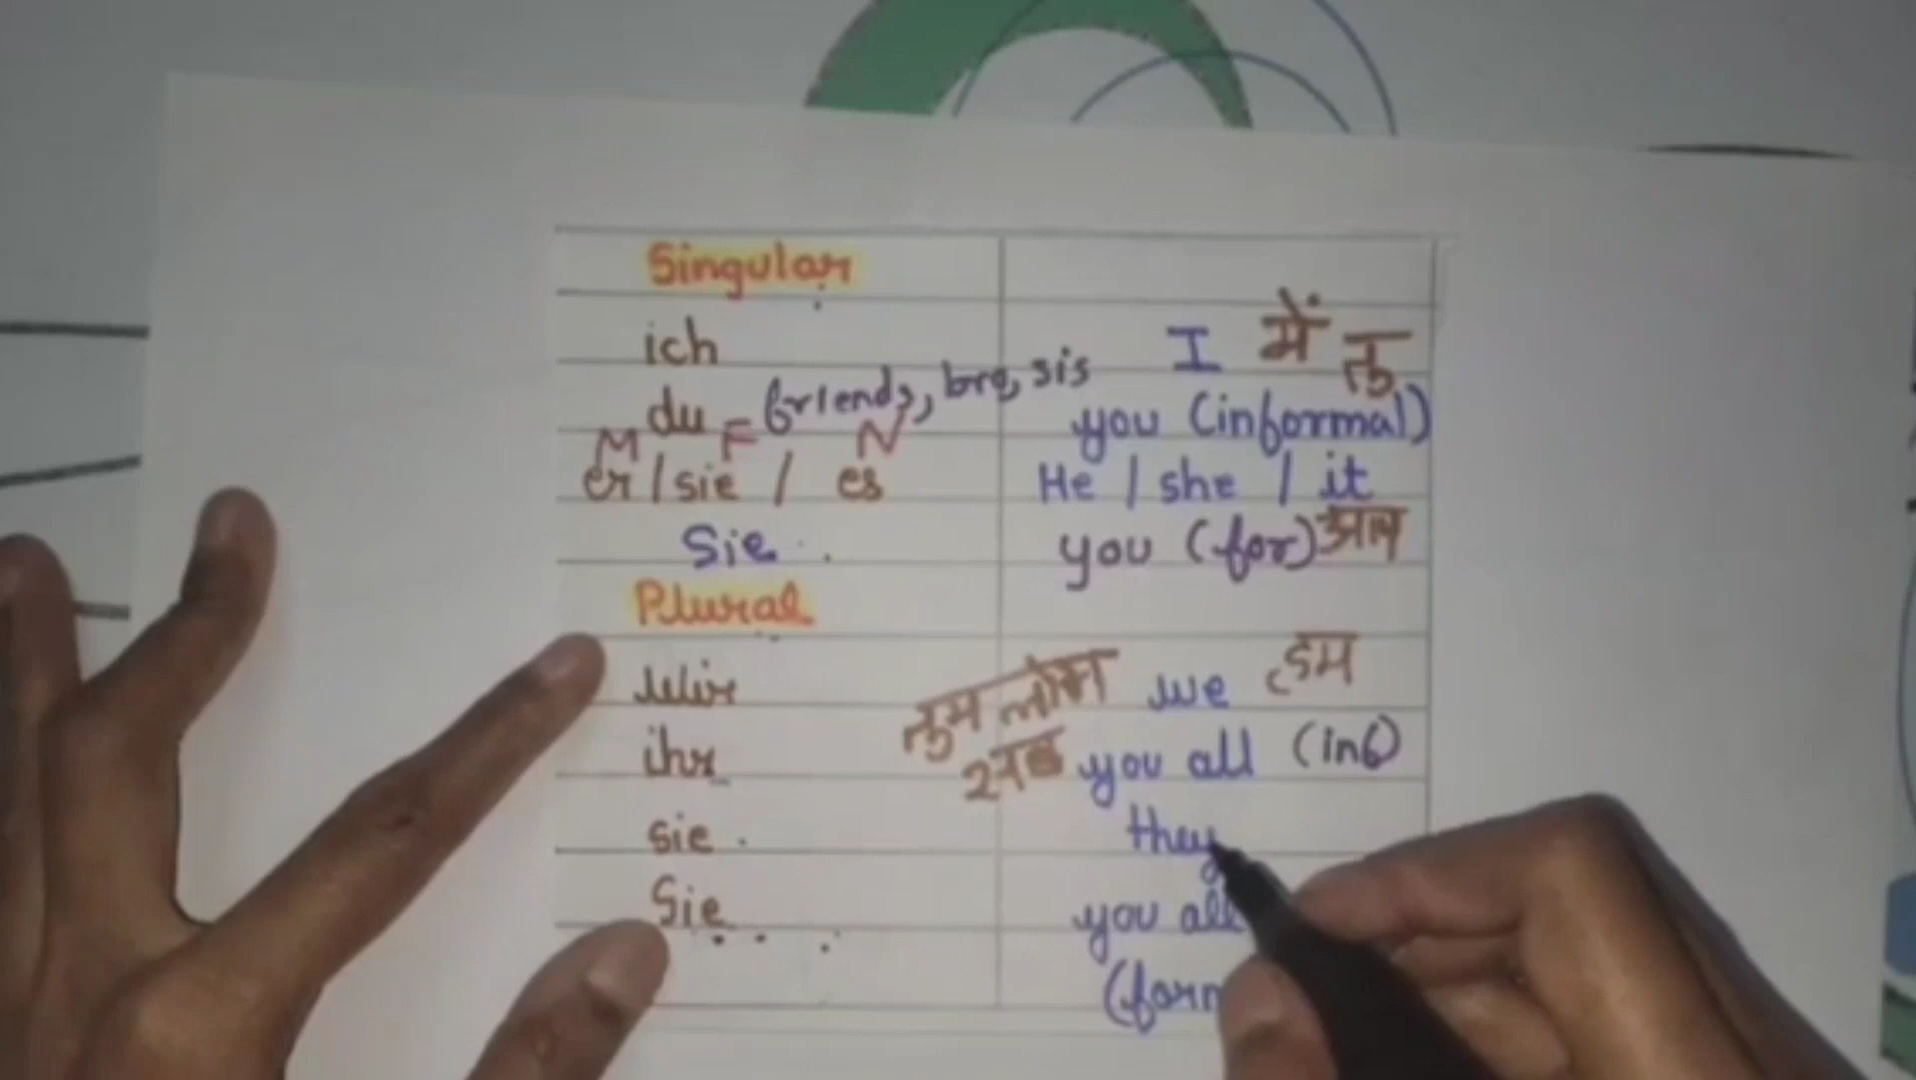 Singular
ich I में तु
du friends, bro, sis you (informal)
M F N
er / sie / es He / she / it
Sie you (for) आप
Plural
wir we हम
ihr तुम लोग सब you all (inf)
sie they
Sie you all
(form